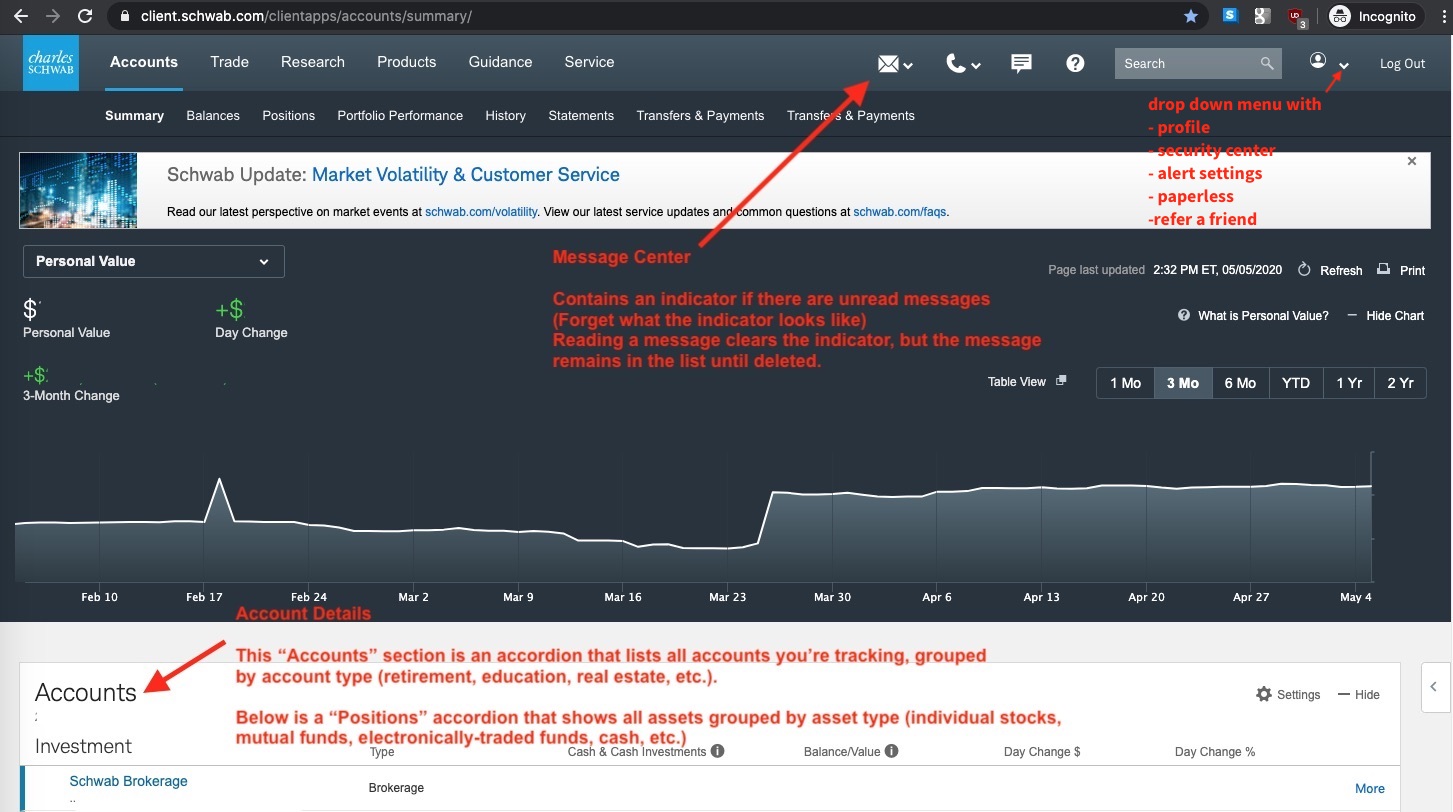 client.schwab.com/clientapps/accounts/summary/
S
g
UD
3
Incognito
charles
SCHWAB
Accounts
Trade
Research
Products
Guidance
Service
?
Search
Log Out
drop down menu with
- profile
- security center
- alert settings
- paperless
-refer a friend
Summary
Balances
Positions
Portfolio Performance
History
Statements
Transfers & Payments
Transfers & Payments
Schwab Update: Market Volatility & Customer Service
Read our latest perspective on market events at schwab.com/volatility. View our latest service updates and common questions at schwab.com/faqs.
Message Center
Contains an indicator if there are unread messages
(Forget what the indicator looks like)
Reading a message clears the indicator, but the message
remains in the list until deleted.
Personal Value
Page last updated 2:32 PM ET, 05/05/2020
Refresh
Print
$
Personal Value
+$
Day Change
? What is Personal Value?
Hide Chart
+$
3-Month Change
Table View
1 Mo
3 Mo
6 Mo
YTD
1 Yr
2 Yr
Feb 10
Feb 17
Feb 24
Mar 2
Mar 9
Mar 16
Mar 23
Mar 30
Apr 6
Apr 13
Apr 20
Apr 27
May 4
Account Details
This “Accounts” section is an accordion that lists all accounts you’re tracking, grouped
by account type (retirement, education, real estate, etc.).
Below is a “Positions” accordion that shows all assets grouped by asset type (individual stocks,
mutual funds, electronically-traded funds, cash, etc.)
Accounts
Settings
Hide
Investment
Type
Cash & Cash Investments
Balance/Value
Day Change $
Day Change %
Schwab Brokerage
Brokerage
More